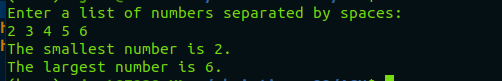 Enter a list of numbers separated by spaces:
2 3 4 5 6
The smallest number is 2.
The largest number is 6.